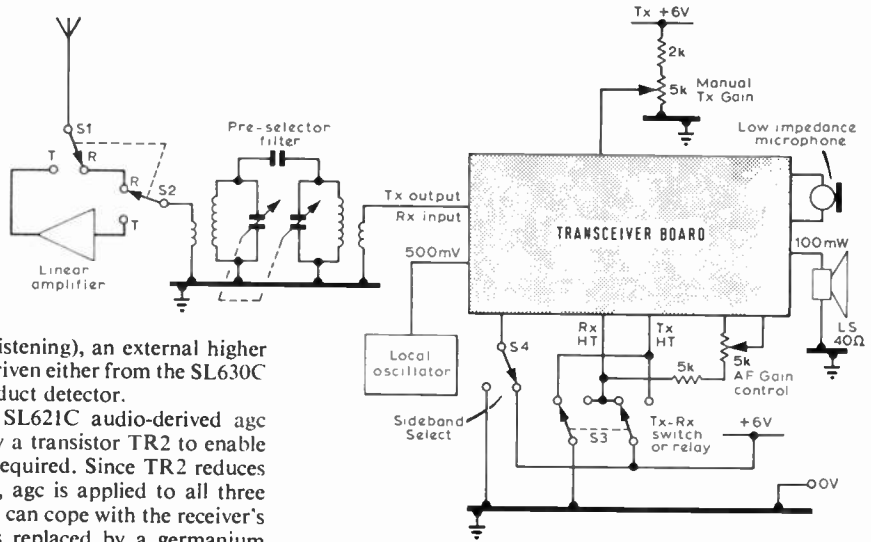 Tx +6V
2k
5k
Manual
Tx Gain
Low impedance
microphone
S1
T
R
R
S2
T
Linear
amplifier
Pre-selector
filter
Tx output
Rx input
500mV
Local
oscillator
TRANSCEIVER BOARD
100mW
LS
40Ω
S4
Sideband
Select
Rx
HT
Tx
HT
5k
5k
AF Gain
control
S3
Tx-Rx
switch
or relay
+6V
0V
istening), an external higher
riven either from the SL630C
duct detector.
SL621C audio-derived agc
y a transistor TR2 to enable
equired. Since TR2 reduces
, agc is applied to all three
can cope with the receiver's
s replaced by a germanium